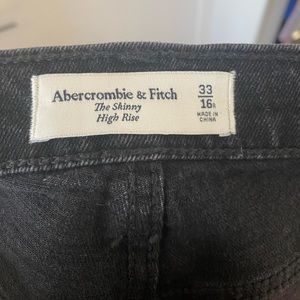 Abercrombie & Fitch
The Skinny
High Rise
33
16R
MADE IN
CHINA